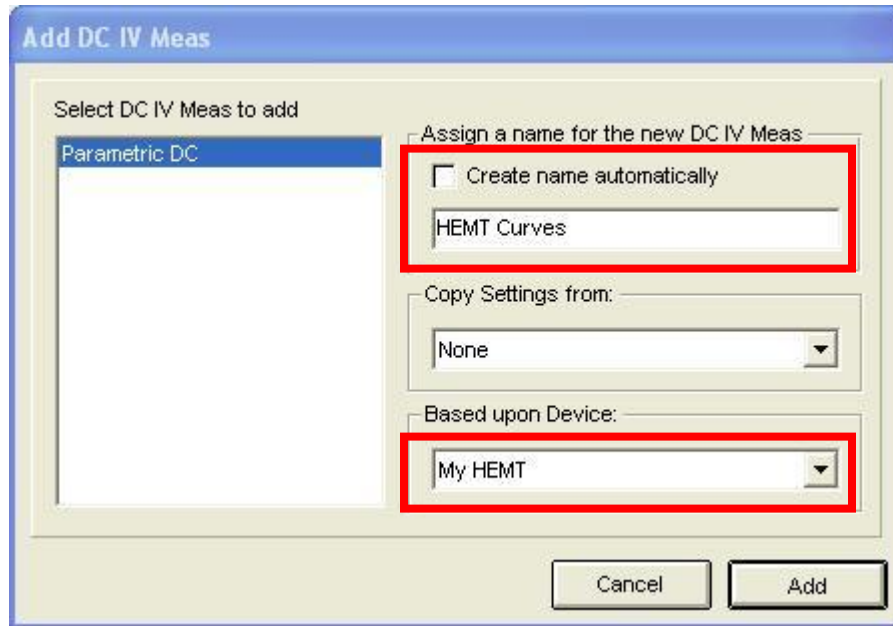 Add DC IV Meas
Select DC IV Meas to add
Parametric DC
Assign a name for the new DC IV Meas
Create name automatically
HEMT Curves
Copy Settings from:
None
Based upon Device:
My HEMT
Cancel
Add